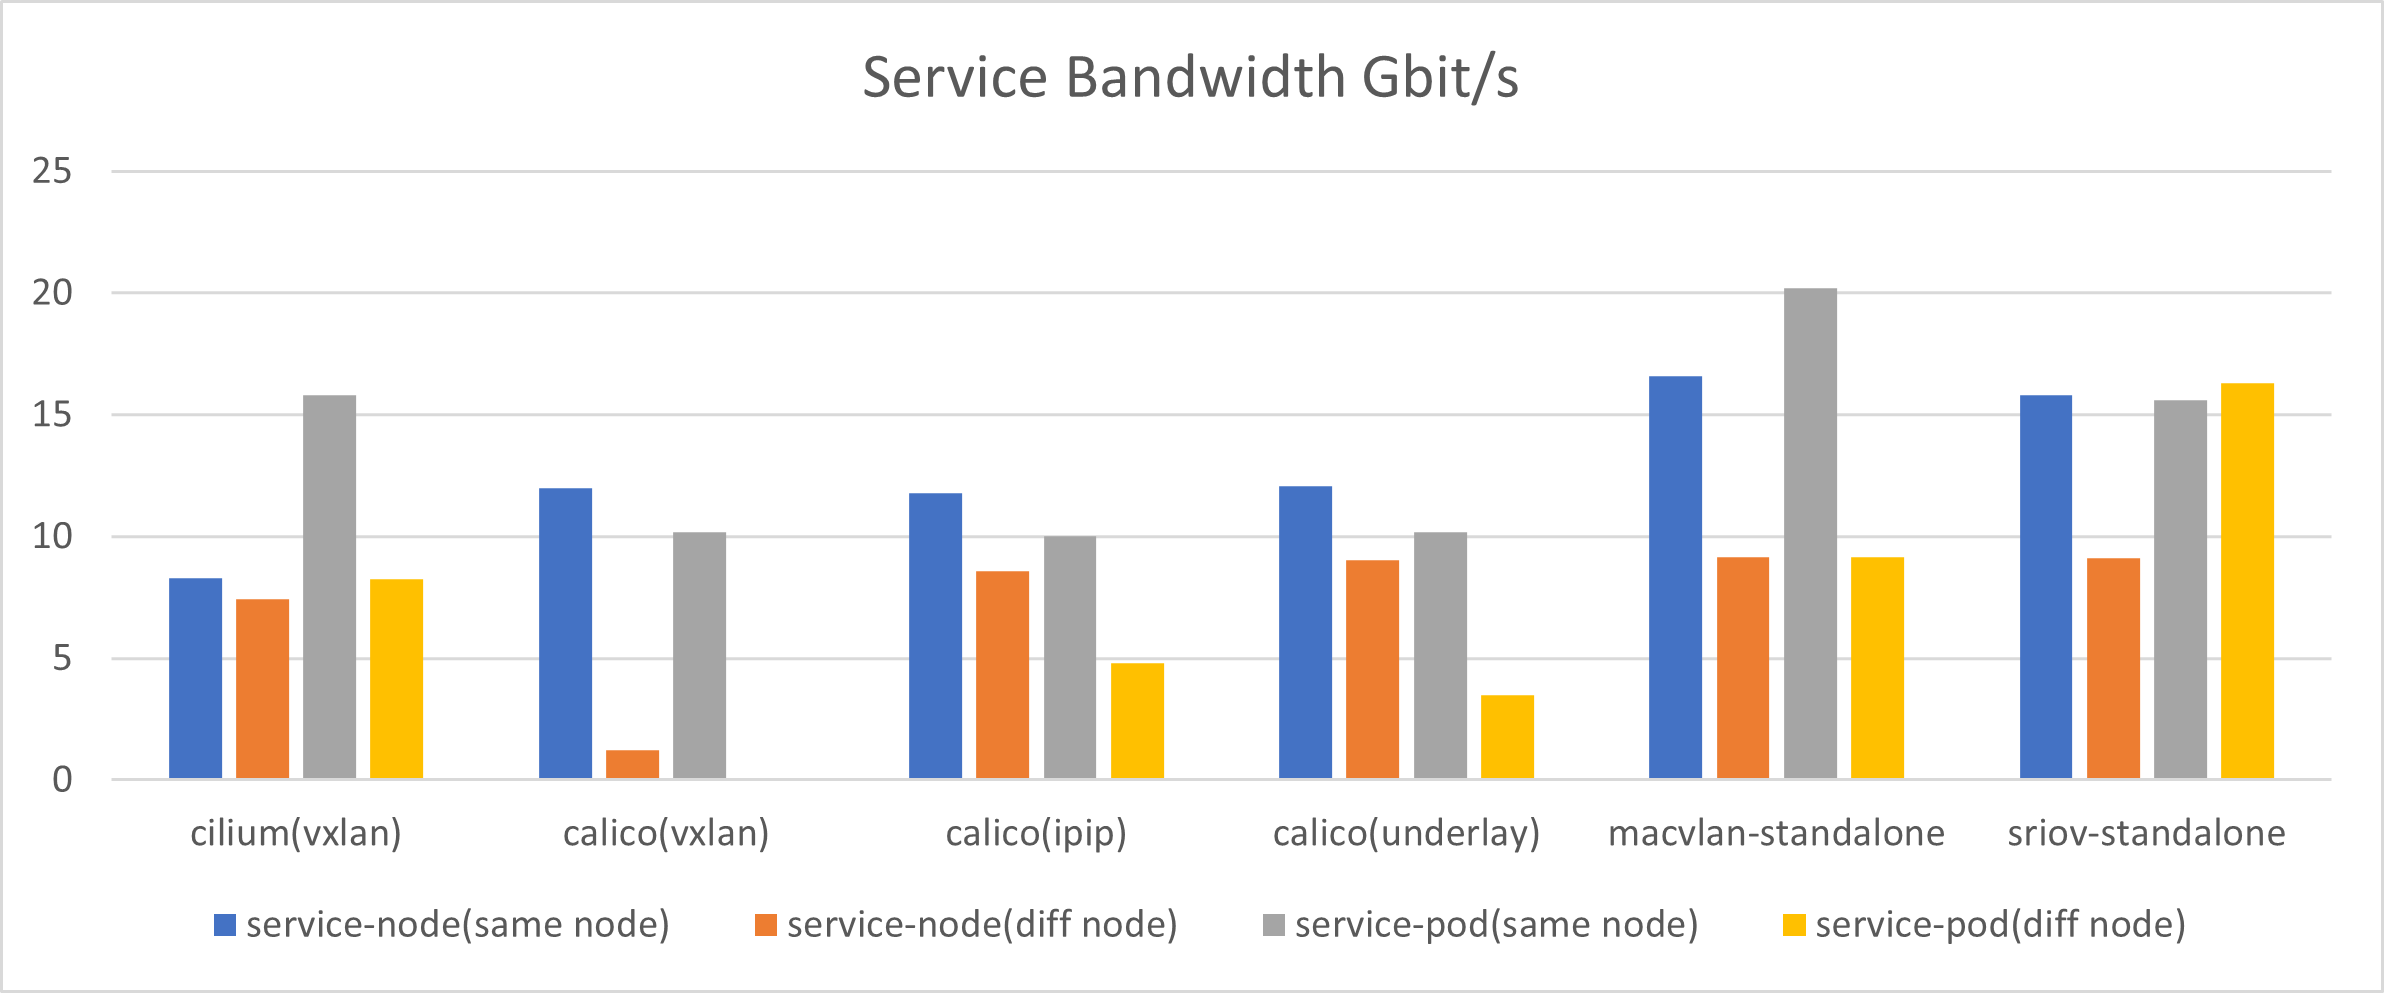 Service Bandwidth Gbit/s
25
20
15
10
5
0
cilium(vxlan) calico(vxlan) calico(ipip) calico(underlay) macvlan-standalone sriov-standalone
service-node(same node) service-node(diff node) service-pod(same node) service-pod(diff node)